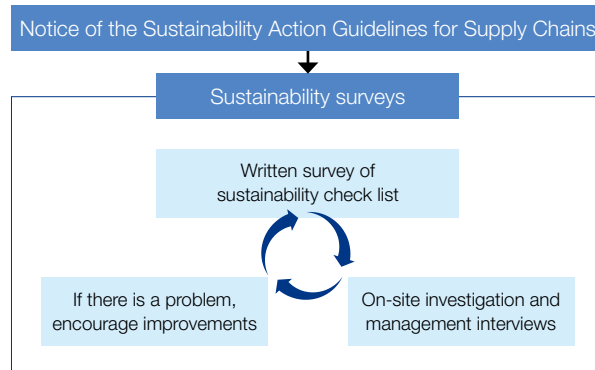 Notice of the Sustainability Action Guidelines for Supply Chains
Sustainability surveys
Written survey of
sustainability check list
If there is a problem,
encourage improvements
On-site investigation and
management interviews